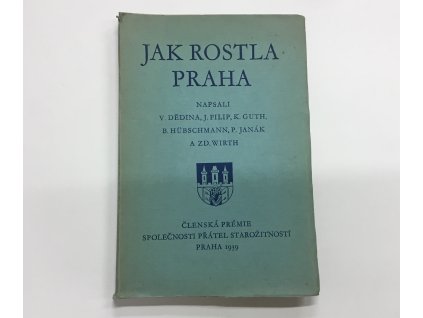 JAK ROSTLA
PRAHA
NAPSALI
V. DĚDINA, J. FILIP, K. GUTH,
B. HÜBSCHMANN, P. JANÁK
A ZD. WIRTH
ČLENSKÁ PRÉMIE
SPOLEČNOSTI PŘÁTEL STAROŽITNOSTÍ
PRAHA 1939